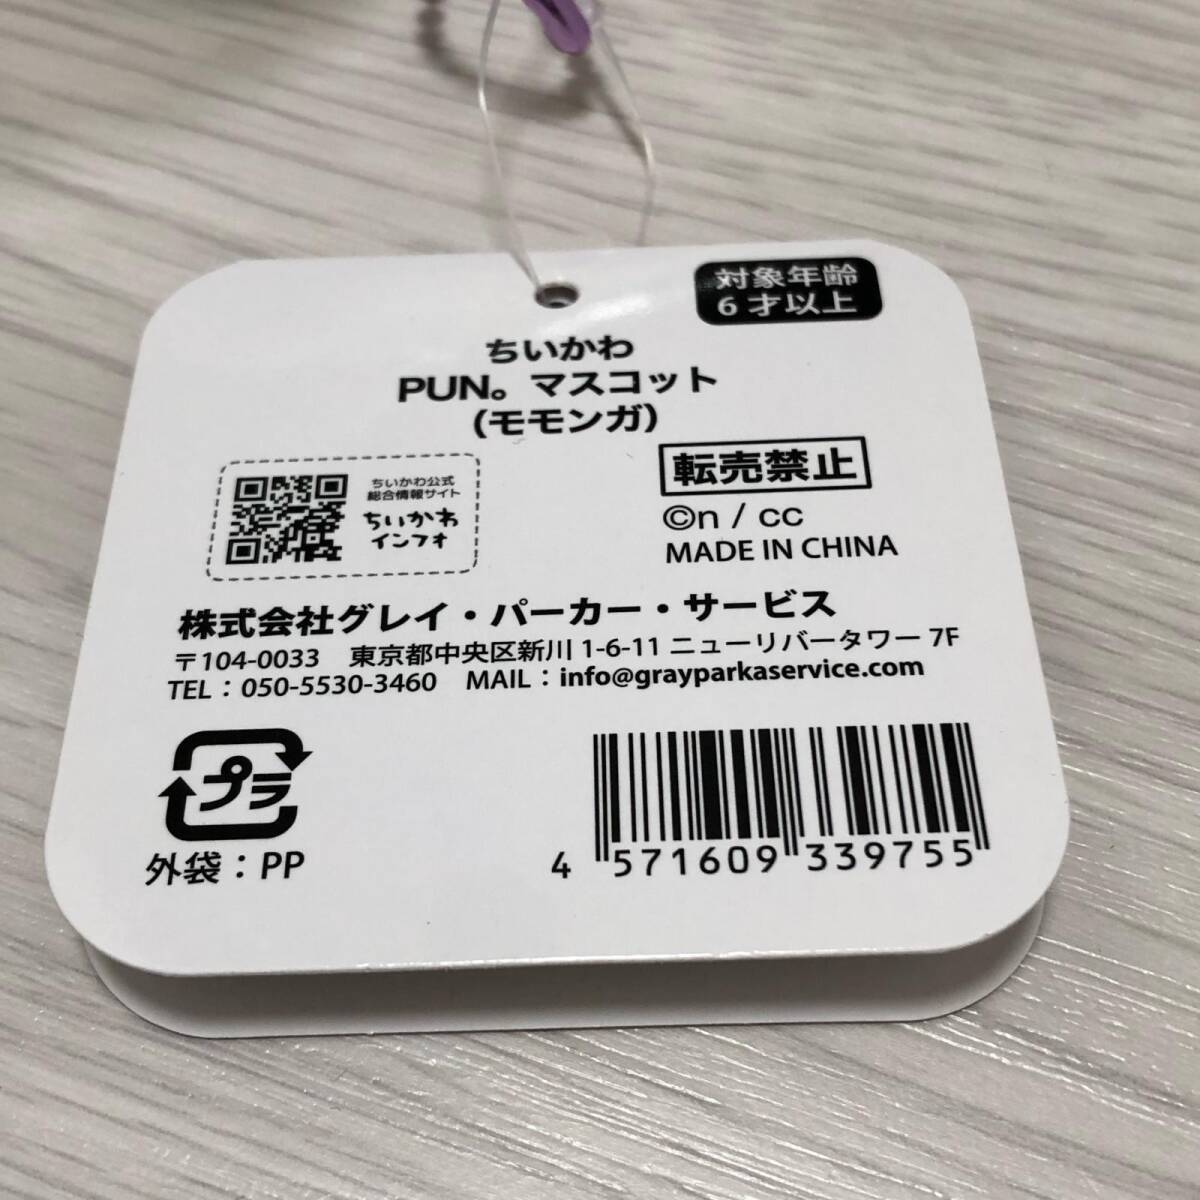 対象年齢
6才以上
ちいかわ
PUN。マスコット
(モモンガ)
ちいかわ公式
総合情報サイト
ちいかわ
インフォ
転売禁止
©n / cc
MADE IN CHINA
株式会社グレイ・パーカー・サービス
〒104-0033 東京都中央区新川 1-6-11 ニューリバータワー 7F
TEL：050-5530-3460 MAIL：info@grayparkaservice.com
プラ
外袋：PP
4 571609 339755